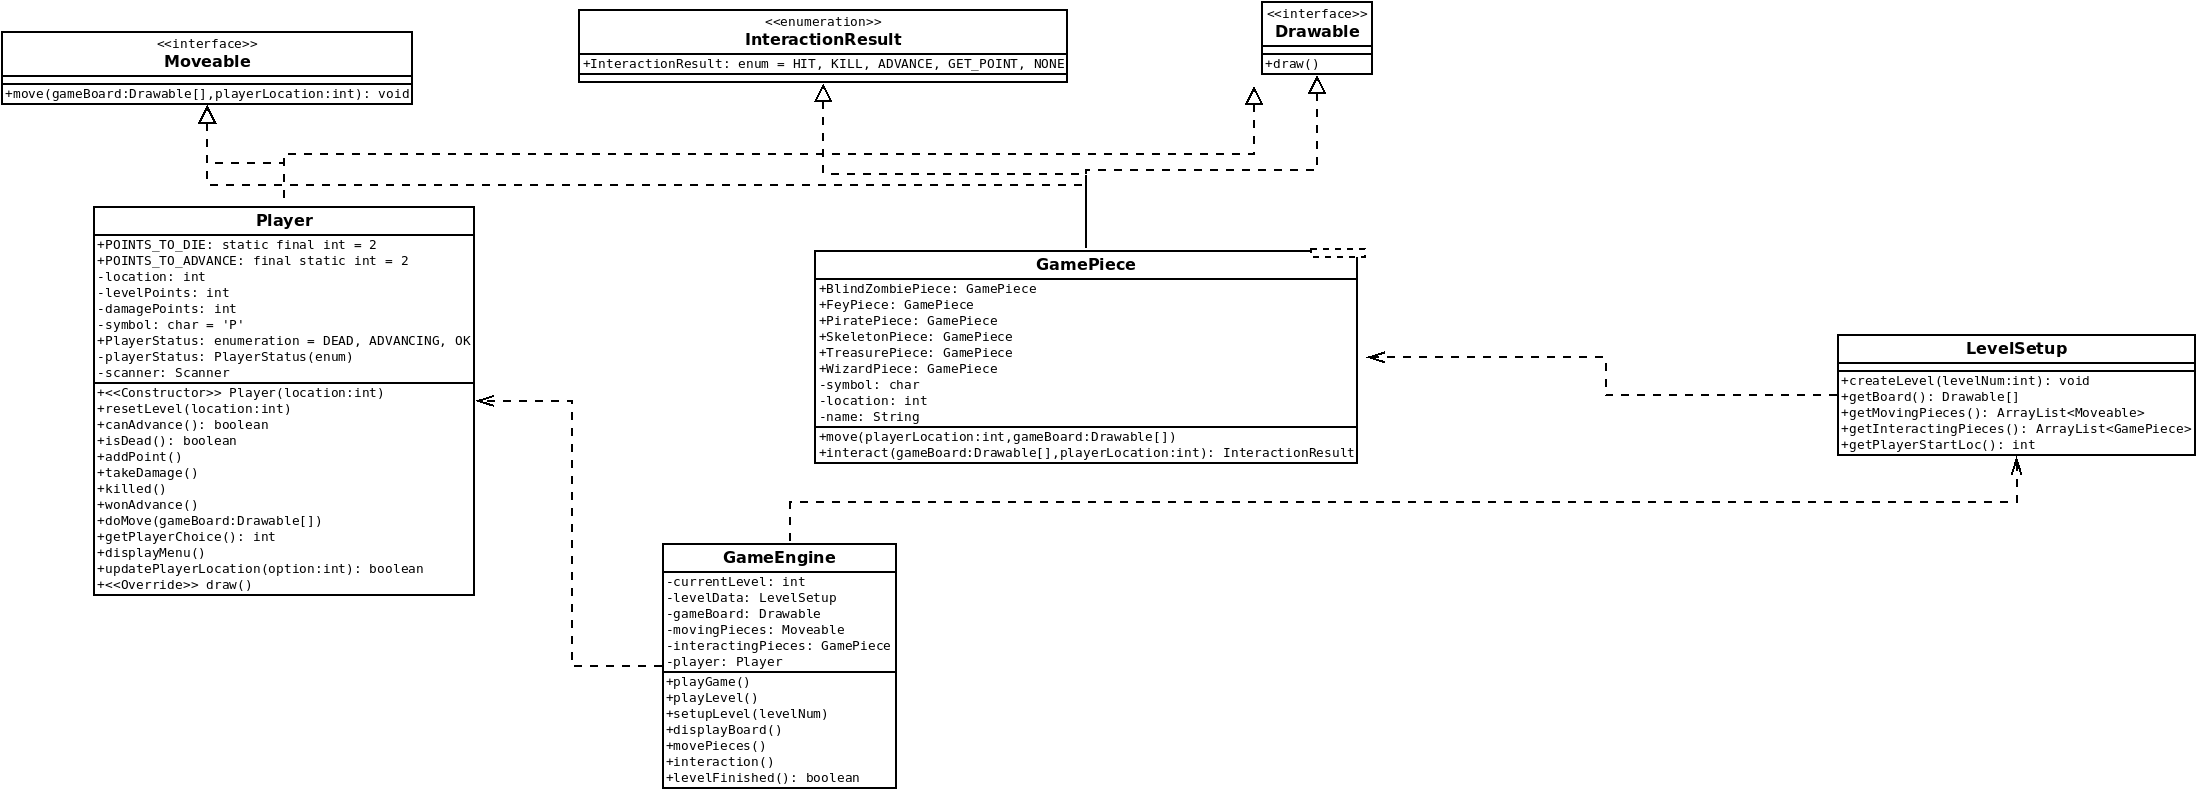 <<interface>>
Moveable
+move(gameBoard:Drawable[],playerLocation:int): void
<<enumeration>>
InteractionResult
+InteractionResult: enum = HIT, KILL, ADVANCE, GET_POINT, NONE
<<interface>>
Drawable
+draw()
Player
+POINTS_TO_DIE: static final int = 2
+POINTS_TO_ADVANCE: final static int = 2
-location: int
-levelPoints: int
-damagePoints: int
-symbol: char = 'P'
+PlayerStatus: enumeration = DEAD, ADVANCING, OK
-playerStatus: PlayerStatus(enum)
-scanner: Scanner
+<<Constructor>> Player(location:int)
+resetLevel(location:int)
+canAdvance(): boolean
+isDead(): boolean
+addPoint()
+takeDamage()
+killed()
+wonAdvance()
+doMove(gameBoard:Drawable[])
+getPlayerChoice(): int
+displayMenu()
+updatePlayerLocation(option:int): boolean
+<<Override>> draw()
GamePiece
+BlindZombiePiece: GamePiece
+FeyPiece: GamePiece
+PiratePiece: GamePiece
+SkeletonPiece: GamePiece
+TreasurePiece: GamePiece
+WizardPiece: GamePiece
-symbol: char
-location: int
-name: String
+move(playerLocation:int,gameBoard:Drawable[])
+interact(gameBoard:Drawable[],playerLocation:int): InteractionResult
LevelSetup
+createLevel(levelNum:int): void
+getBoard(): Drawable[]
+getMovingPieces(): ArrayList<Moveable>
+getInteractingPieces(): ArrayList<GamePiece>
+getPlayerStartLoc(): int
GameEngine
-currentLevel: int
-levelData: LevelSetup
-gameBoard: Drawable
-movingPieces: Moveable
-interactingPieces: GamePiece
-player: Player
+playGame()
+playLevel()
+setupLevel(levelNum)
+displayBoard()
+movePieces()
+interaction()
+levelFinished(): boolean